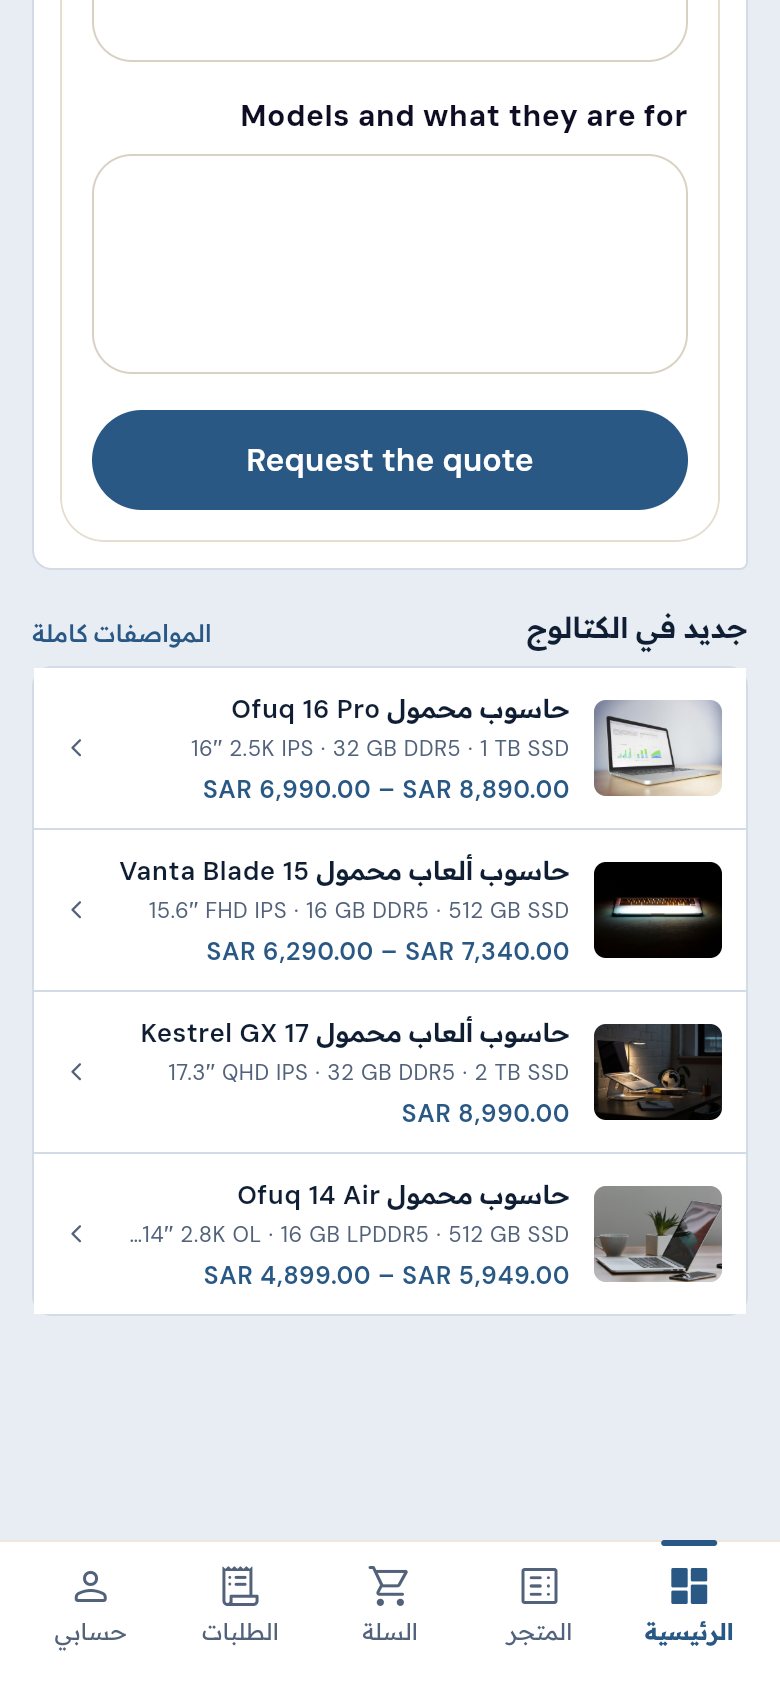 Models and what they are for
Request the quote
جديد في الكتالوج
المواصفات كاملة
حاسوب محمول Ofuq 16 Pro
16″ 2.5K IPS · 32 GB DDR5 · 1 TB SSD
SAR 6,990.00 – SAR 8,890.00
حاسوب ألعاب محمول Vanta Blade 15
15.6″ FHD IPS · 16 GB DDR5 · 512 GB SSD
SAR 6,290.00 – SAR 7,340.00
حاسوب ألعاب محمول Kestrel GX 17
17.3″ QHD IPS · 32 GB DDR5 · 2 TB SSD
SAR 8,990.00
حاسوب محمول Ofuq 14 Air
…14″ 2.8K OL · 16 GB LPDDR5 · 512 GB SSD
SAR 4,899.00 – SAR 5,949.00
الرئيسية
المتجر
السلة
الطلبات
حسابي